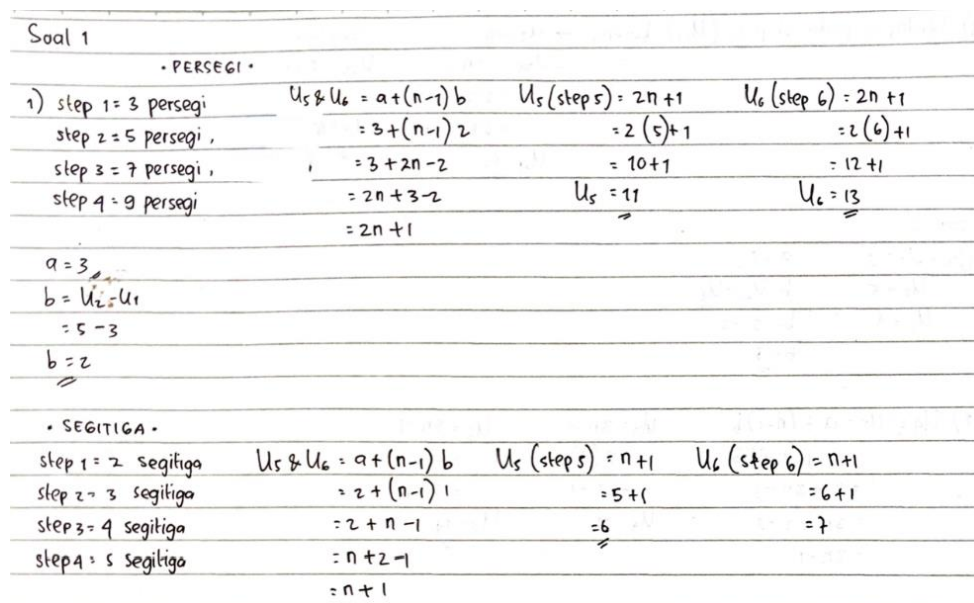 Soal 1
• PERSEGI •
1) step 1 = 3 persegi
step 2 = 5 persegi,
step 3 = 7 persegi,
step 4 = 9 persegi
a = 3
b = U₂ - U₁
= 5 - 3
b = 2
U₅ & U₆ = a + (n-1) b
= 3 + (n-1) 2
= 3 + 2n - 2
= 2n + 3 - 2
= 2n + 1
U₅ (step 5) = 2n + 1
= 2 (5) + 1
= 10 + 1
U₅ = 11
U₆ (step 6) = 2n + 1
= 2 (6) + 1
= 12 + 1
U₆ = 13
• SEGITIGA •
step 1 = 2 segitiga
step 2 = 3 segitiga
step 3 = 4 segitiga
step 4 = 5 segitiga
U₅ & U₆ = a + (n-1) b
= 2 + (n-1) 1
= 2 + n - 1
= n + 2 - 1
= n + 1
U₅ (step 5) = n + 1
= 5 + 1
= 6
U₆ (step 6) = n + 1
= 6 + 1
= 7